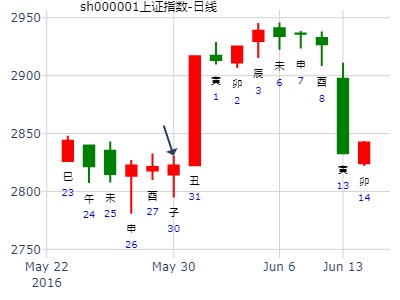 sh000001上证指数-日线
2950
2900
2850
2800
2750
巳
23
午
24
未
25
申
26
酉
27
子
30
丑
31
寅
1
卯
2
辰
3
未
6
申
7
酉
8
寅
13
卯
14
May 22
2016
May 30
Jun 6
Jun 13